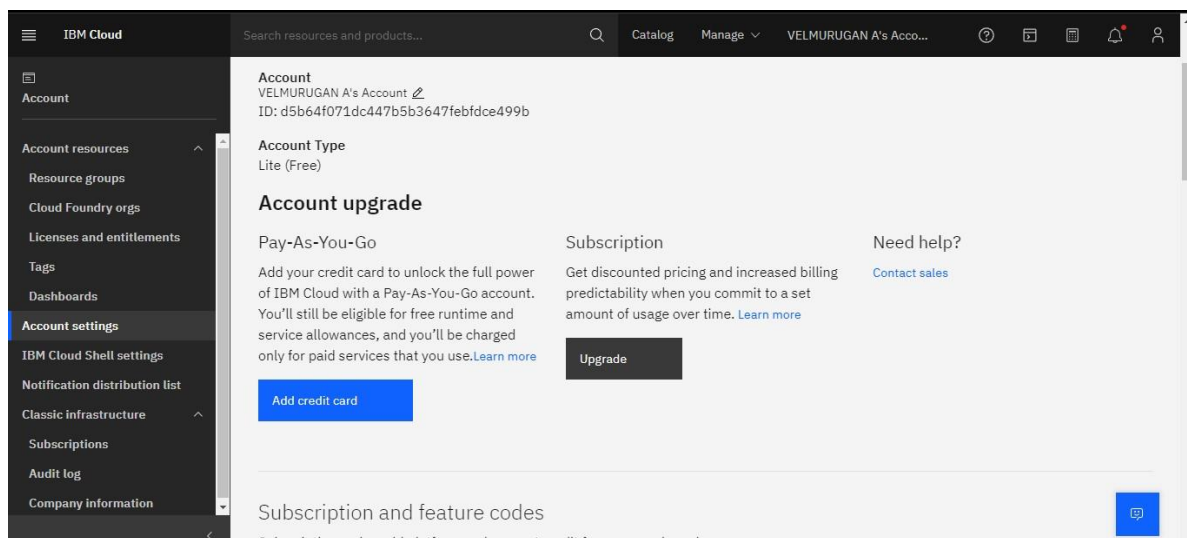 IBM Cloud
Search resources and products...
Catalog
Manage
VELMURUGAN A's Acco...
Account
Account resources
Resource groups
Cloud Foundry orgs
Licenses and entitlements
Tags
Dashboards
Account settings
IBM Cloud Shell settings
Notification distribution list
Classic infrastructure
Subscriptions
Audit log
Company information
Account
VELMURUGAN A's Account
ID: d5b64f071dc447b5b3647febfdce499b
Account Type
Lite (Free)
Account upgrade
Pay-As-You-Go
Add your credit card to unlock the full power
of IBM Cloud with a Pay-As-You-Go account.
You'll still be eligible for free runtime and
service allowances, and you'll be charged
only for paid services that you use.Learn more
Add credit card
Subscription
Get discounted pricing and increased billing
predictability when you commit to a set
amount of usage over time. Learn more
Upgrade
Need help?
Contact sales
Subscription and feature codes